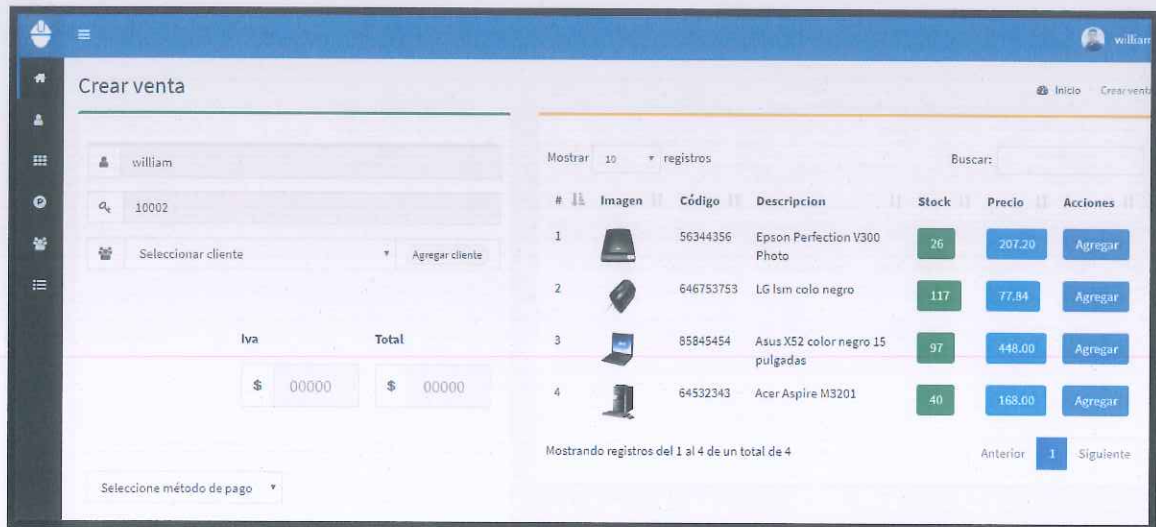 william
Crear venta
Inicio Crear venta
william
10002
Seleccionar cliente Agregar cliente
Iva Total
$ 00000 $ 00000
Seleccione método de pago
Mostrar 10 registros Buscar:
# Imagen Código Descripcion Stock Precio Acciones
1 56344356 Epson Perfection V300 Photo 26 207.20 Agregar
2 646753753 LG lsm colo negro 117 77.84 Agregar
3 85845454 Asus X52 color negro 15 pulgadas 97 448.00 Agregar
4 64532343 Acer Aspire M3201 40 168.00 Agregar
Mostrando registros del 1 al 4 de un total de 4
Anterior 1 Siguiente